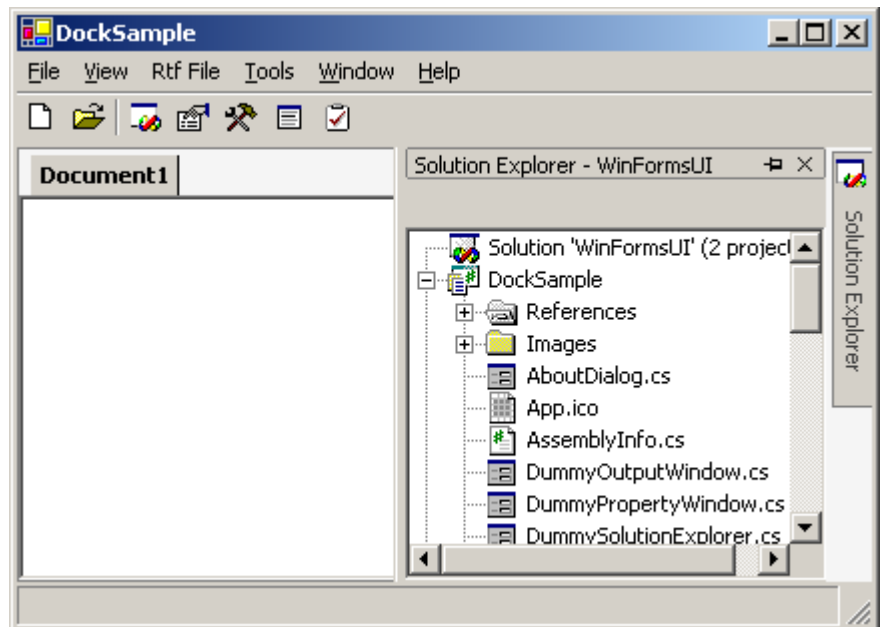 DockSample
File View Rtf File Tools Window Help
Document1
Solution Explorer - WinFormsUI
Solution 'WinFormsUI' (2 project
DockSample
References
Images
AboutDialog.cs
App.ico
AssemblyInfo.cs
DummyOutputWindow.cs
DummyPropertyWindow.cs
DummySolutionExplorer.cs
Solution Explorer